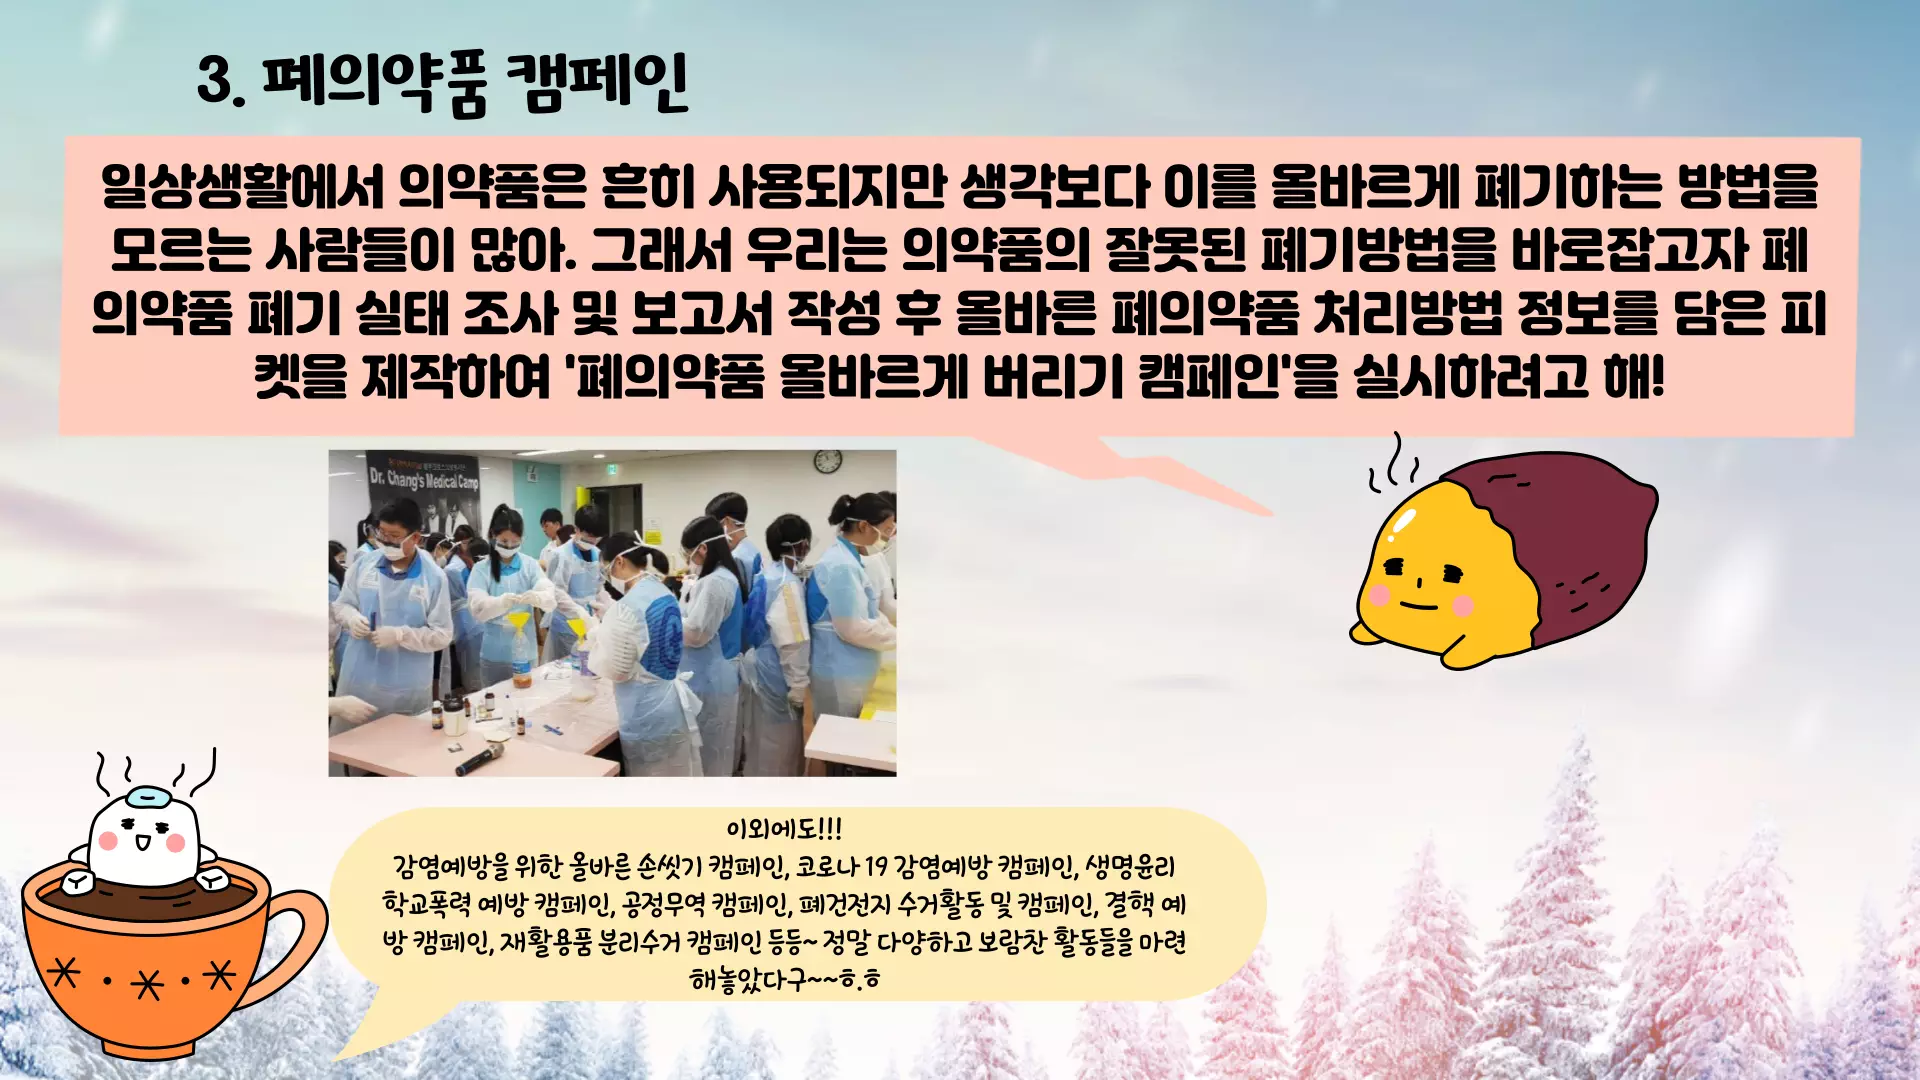 3. 폐의약품 캠페인
일상생활에서 의약품은 흔히 사용되지만 생각보다 이를 올바르게 폐기하는 방법을
모르는 사람들이 많아. 그래서 우리는 의약품의 잘못된 폐기방법을 바로잡고자 폐
의약품 폐기 실태 조사 및 보고서 작성 후 올바른 폐의약품 처리방법 정보를 담은 피
켓을 제작하여 '폐의약품 올바르게 버리기 캠페인'을 실시하려고 해!
Dr. Chang's Medical Camp
이외에도!!!
감염예방을 위한 올바른 손씻기 캠페인, 코로나 19 감염예방 캠페인, 생명윤리
학교폭력 예방 캠페인, 공정무역 캠페인, 폐건전지 수거활동 및 캠페인, 결핵 예
방 캠페인, 재활용품 분리수거 캠페인 등등~ 정말 다양하고 보람찬 활동들을 마련
해놓았다구~~ㅎ.ㅎ